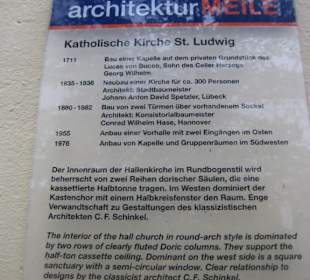 architektur MEILE
Katholische Kirche St. Ludwig
1711 Bau einer Kapelle auf dem privaten Grundstück des
Lucas von Bucco, Sohn des Celler Herzogs
Georg Wilhelm
1835-1838 Neubau einer Kirche für ca. 300 Personen
Architekt: Stadtbaumeister
Johann Anton David Spetzler, Lübeck
1880-1882 Bau von zwei Türmen über vorhandenem Sockel
Architekt: Konsistorialbaumeister
Conrad Wilhelm Hase, Hannover
1955 Anbau einer Vorhalle mit zwei Eingängen im Osten
1976 Anbau von Kapelle und Gruppenräumen im Südwesten
Der Innenraum der Hallenkirche im Rundbogenstil wird
beherrscht von zwei Reihen dorischer Säulen, die eine
kassettierte Halbtonne tragen. Im Westen dominiert der
Kastenchor mit einem Halbkreisfenster den Raum. Enge
Verwandtschaft zu Gestaltungen des klassizistischen
Architekten C. F. Schinkel.
The interior of the hall church in round-arch style is dominated
by two rows of clearly fluted Doric columns. They support the
half-ton cassette ceiling. Dominant on the west side is a square
sanctuary with a semi-circular window. Clear relationship to
designs by the classicist architect C. F. Schinkel.